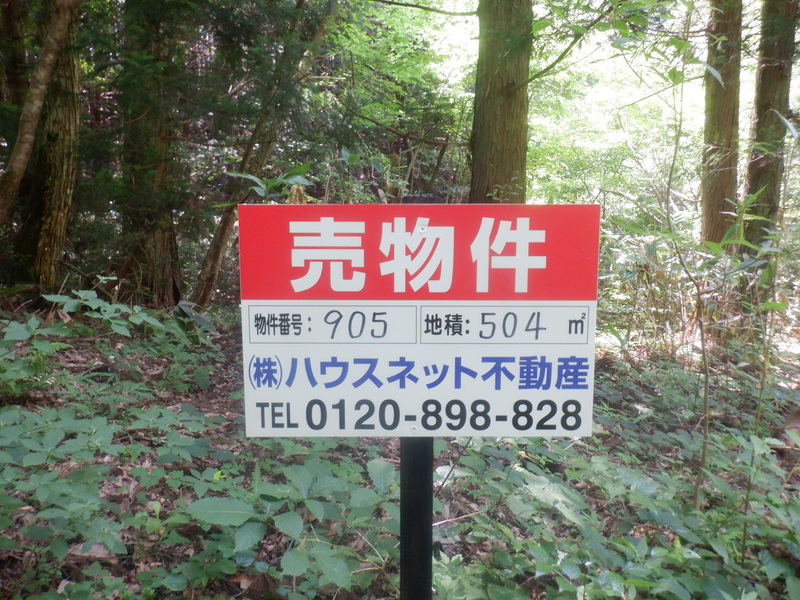 売物件
物件番号: 905 地積: 504 m²
(株)ハウスネット不動産
TEL 0120-898-828